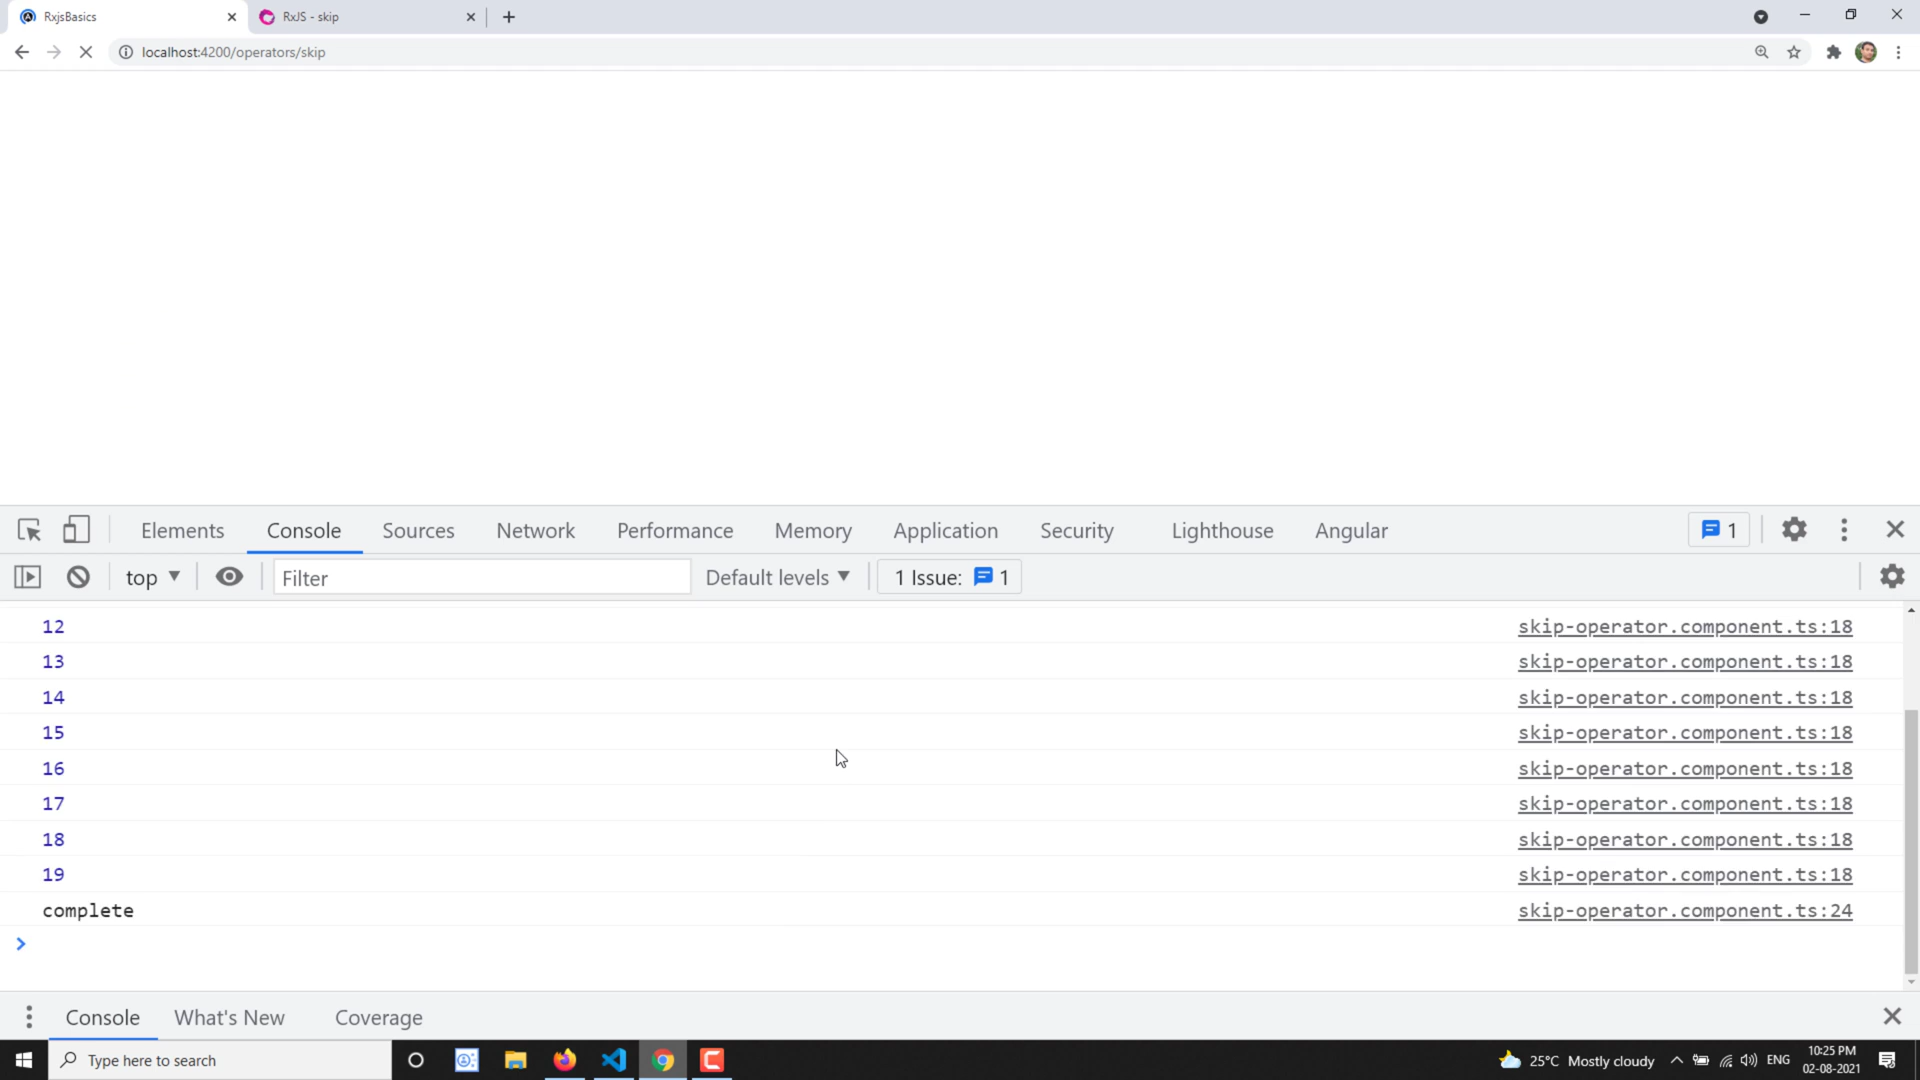 RxjsBasics
RxJS - skip
localhost:4200/operators/skip
Elements Console Sources Network Performance Memory Application Security Lighthouse Angular 1
top Filter Default levels 1 Issue: 1
12 skip-operator.component.ts:18
13 skip-operator.component.ts:18
14 skip-operator.component.ts:18
15 skip-operator.component.ts:18
16 skip-operator.component.ts:18
17 skip-operator.component.ts:18
18 skip-operator.component.ts:18
19 skip-operator.component.ts:18
complete skip-operator.component.ts:24
Console What's New Coverage
Type here to search
25°C Mostly cloudy ENG
10:25 PM
02-08-2021